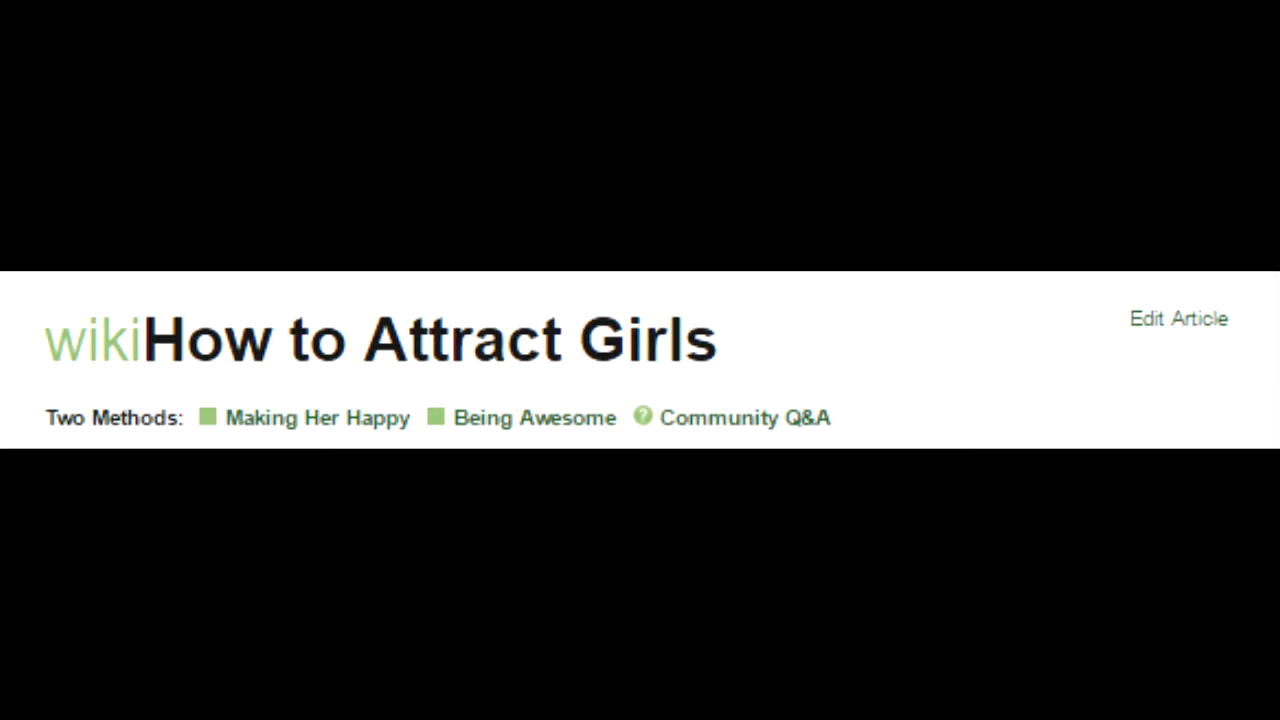 wikiHow to Attract Girls
Edit Article
Two Methods: Making Her Happy Being Awesome ? Community Q&A